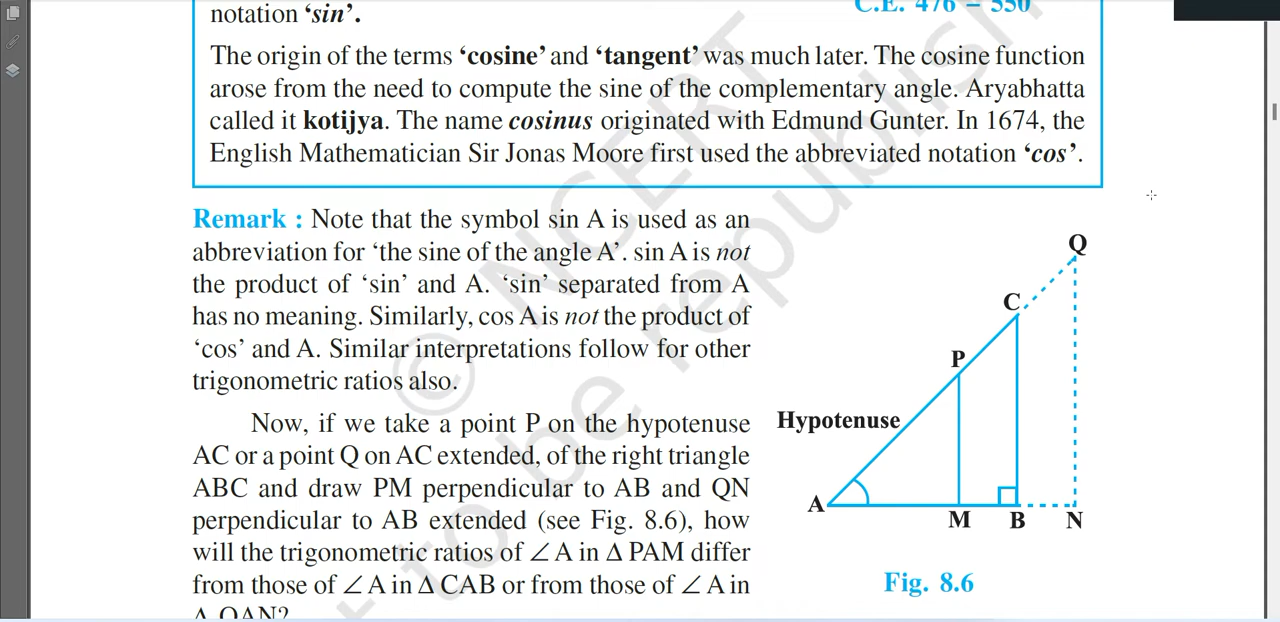 notation ‘sin’.
C.E. 476 – 550
The origin of the terms ‘cosine’ and ‘tangent’ was much later. The cosine function
arose from the need to compute the sine of the complementary angle. Aryabhatta
called it kotijya. The name cosinus originated with Edmund Gunter. In 1674, the
English Mathematician Sir Jonas Moore first used the abbreviated notation ‘cos’.
Remark : Note that the symbol sin A is used as an
abbreviation for ‘the sine of the angle A’. sin A is not
the product of ‘sin’ and A. ‘sin’ separated from A
has no meaning. Similarly, cos A is not the product of
‘cos’ and A. Similar interpretations follow for other
trigonometric ratios also.
Now, if we take a point P on the hypotenuse
AC or a point Q on AC extended, of the right triangle
ABC and draw PM perpendicular to AB and QN
perpendicular to AB extended (see Fig. 8.6), how
will the trigonometric ratios of ∠ A in ∆ PAM differ
from those of ∠ A in ∆ CAB or from those of ∠ A in
∆ QAN?
Q
C
P
Hypotenuse
A
M B N
Fig. 8.6
© NCERT
to be republish